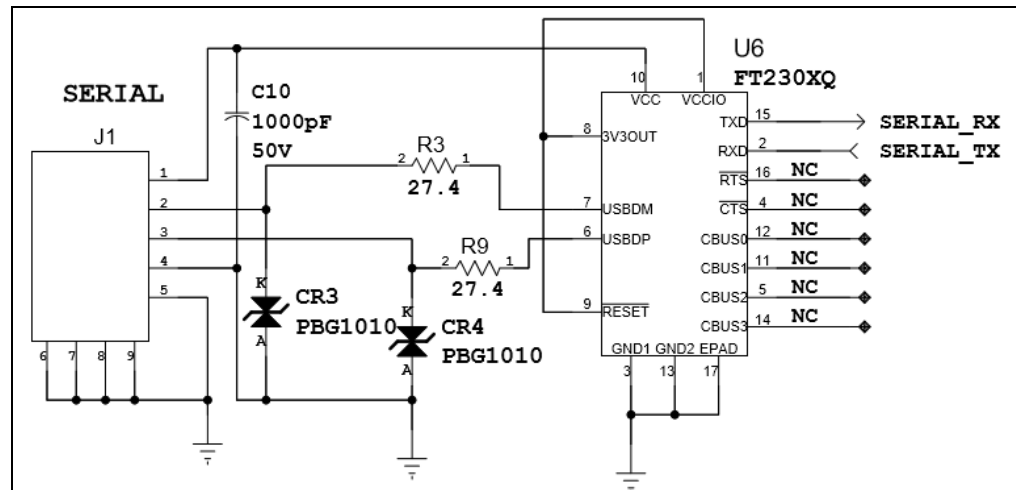 U6
FT230XQ
10
1
VCC
VCCIO
SERIAL
C10
1000pF
50V
J1
TXD
15
SERIAL_RX
8
3V3OUT
RXD
2
SERIAL_TX
R3
2
1
27.4
RTS
16
NC
1
2
7
USBDM
CTS
4
NC
3
6
USBDP
CBUS0
12
NC
R9
2
1
27.4
4
CBUS1
11
NC
5
K
CR3
PBG1010
A
CBUS2
5
NC
9
RESET
K
CR4
PBG1010
A
CBUS3
14
NC
6
7
8
9
GND1
GND2
EPAD
3
13
17